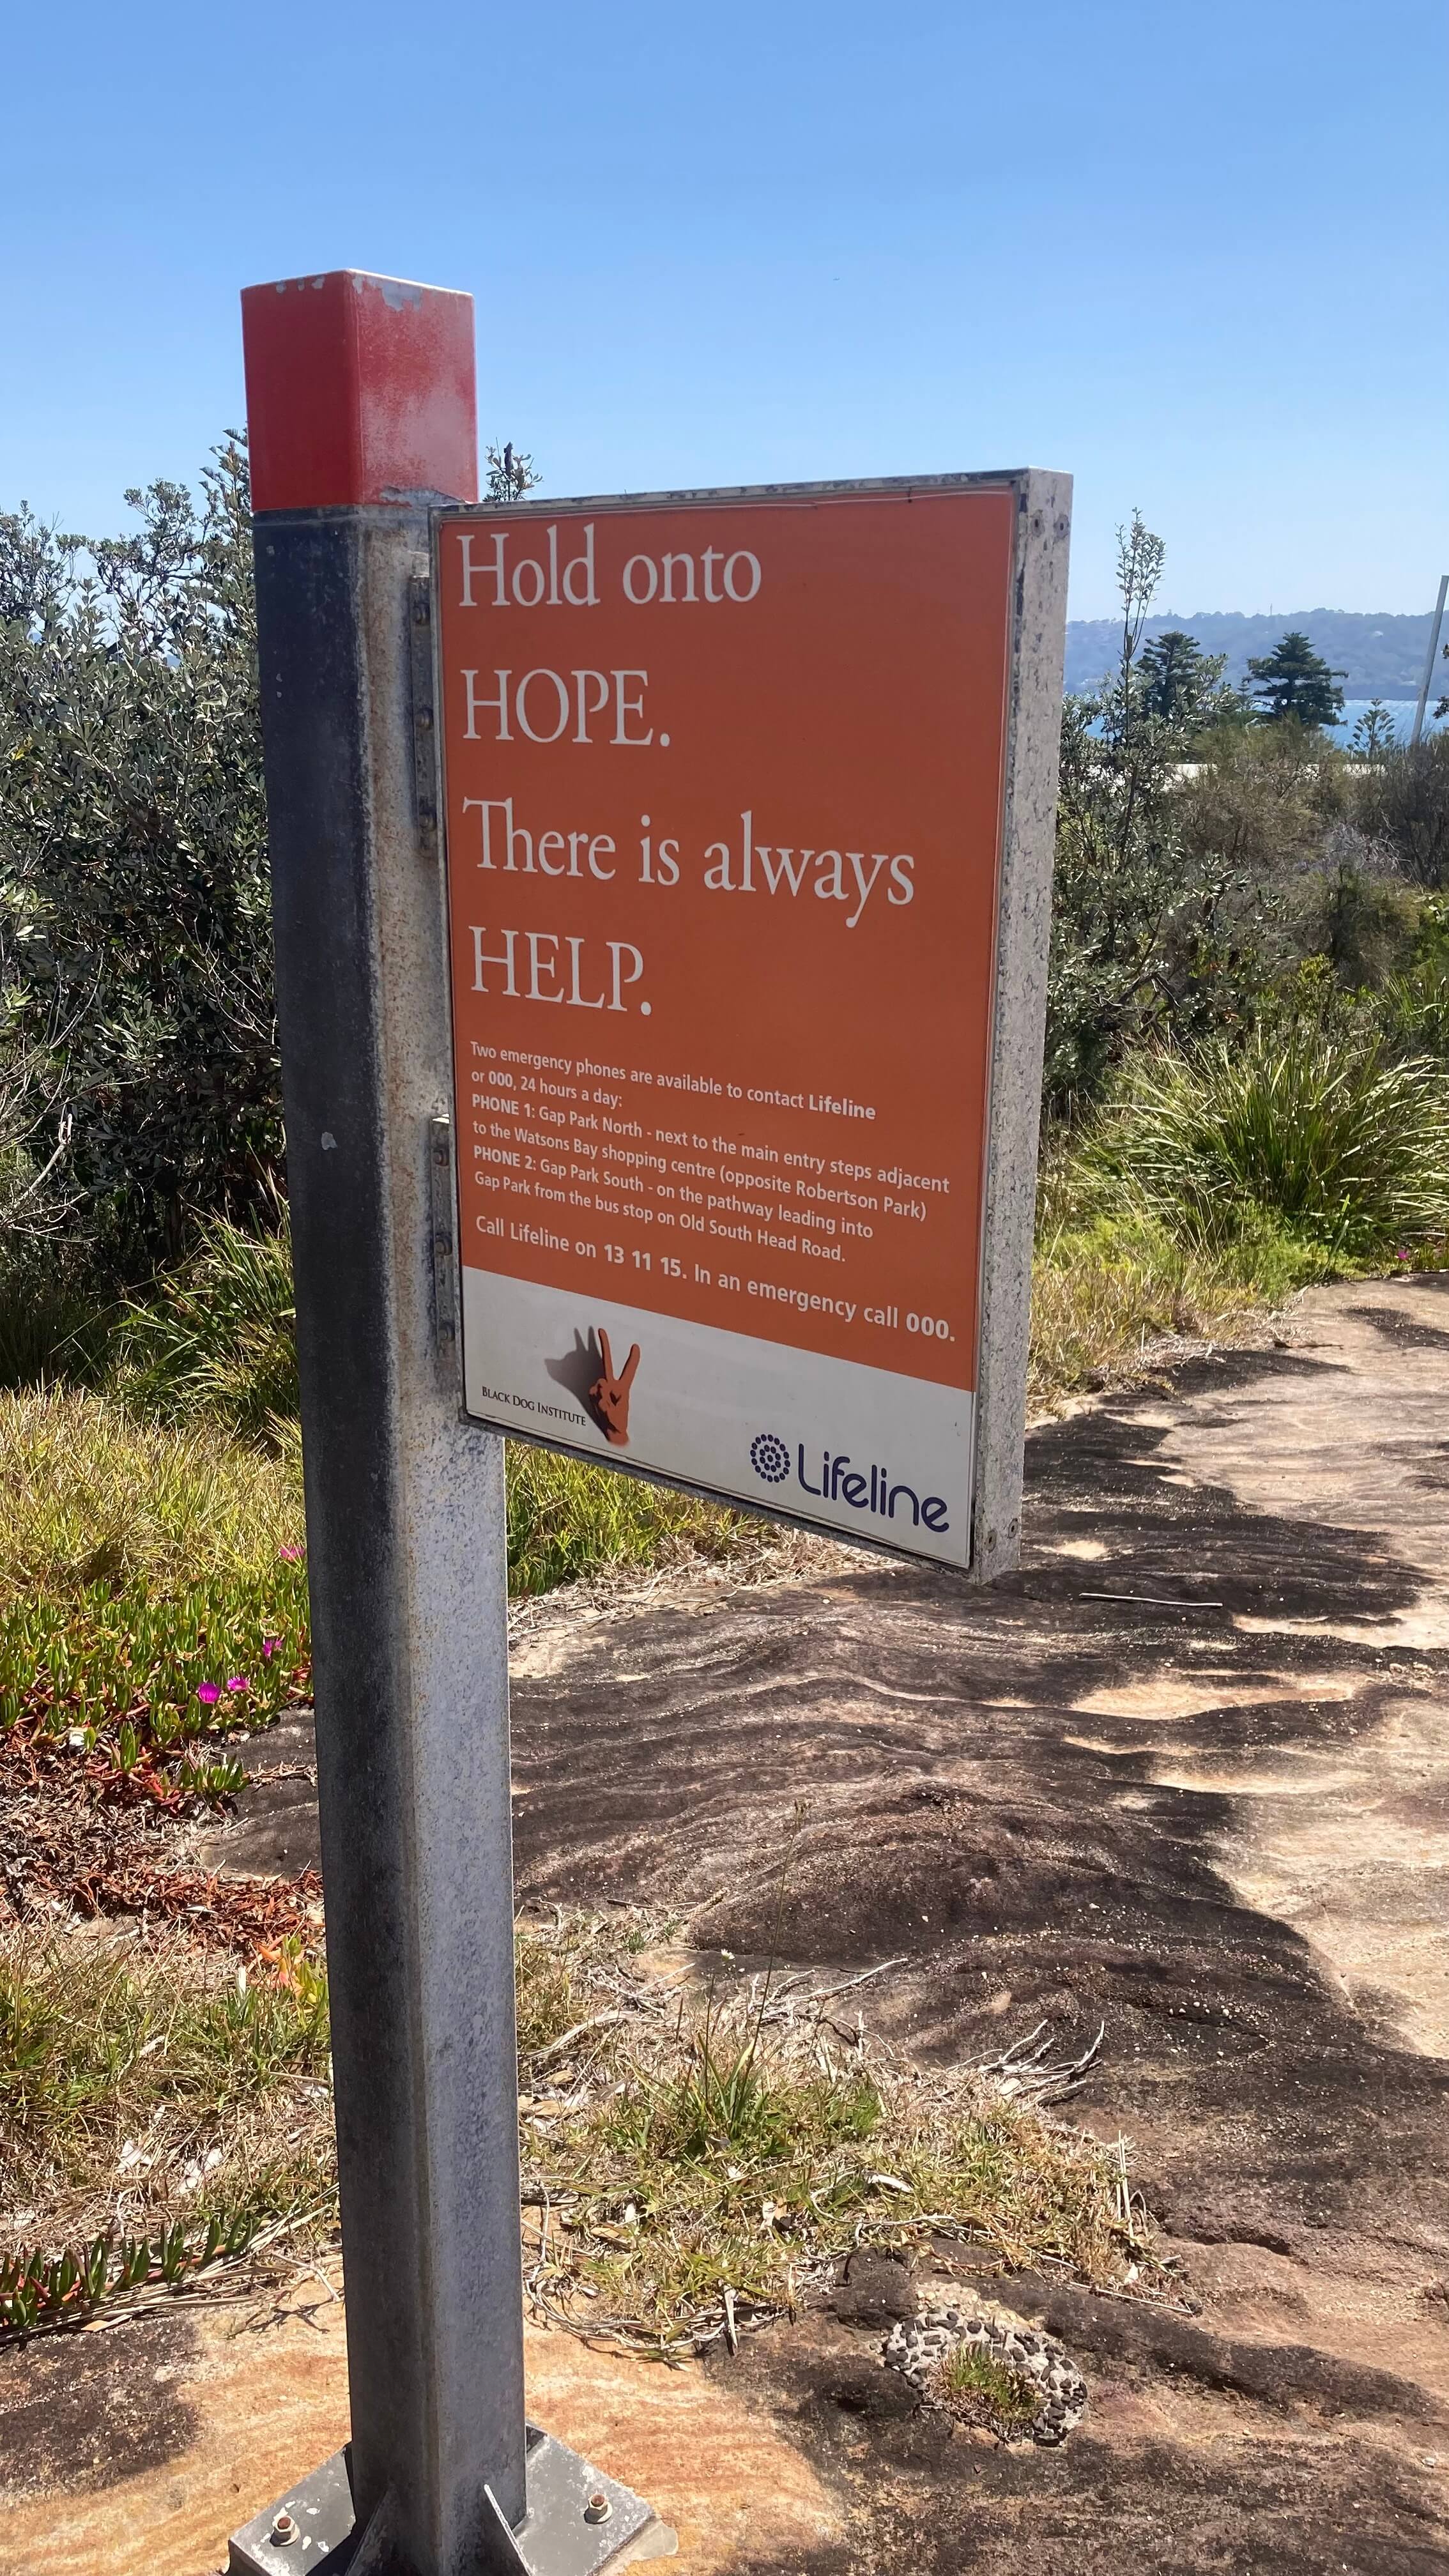 Hold onto
HOPE.
There is always
HELP.
Two emergency phones are available to contact Lifeline
or 000, 24 hours a day:
PHONE 1: Gap Park North - next to the main entry steps adjacent
to the Watsons Bay shopping centre (opposite Robertson Park)
PHONE 2: Gap Park South - on the pathway leading into
Gap Park from the bus stop on Old South Head Road.
Call Lifeline on 13 11 15. In an emergency call 000.
BLACK DOG INSTITUTE
Lifeline